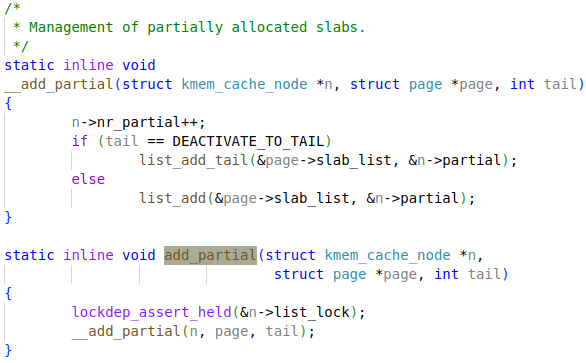 /*
 * Management of partially allocated slabs.
 */
static inline void
__add_partial(struct kmem_cache_node *n, struct page *page, int tail)
{
        n->nr_partial++;
        if (tail == DEACTIVATE_TO_TAIL)
                list_add_tail(&page->slab_list, &n->partial);
        else
                list_add(&page->slab_list, &n->partial);
}

static inline void add_partial(struct kmem_cache_node *n,
                                struct page *page, int tail)
{
        lockdep_assert_held(&n->list_lock);
        __add_partial(n, page, tail);
}